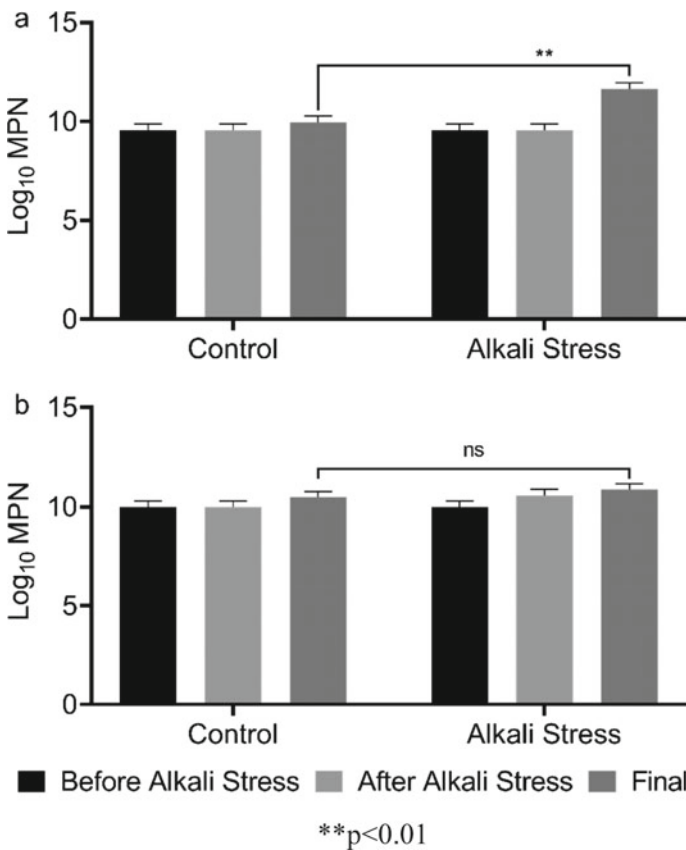 a
15
10
5
0
Log10 MPN
**
Control Alkali Stress
b
15
10
5
0
Log10 MPN
ns
Control Alkali Stress
Before Alkali Stress After Alkali Stress Final
**p<0.01